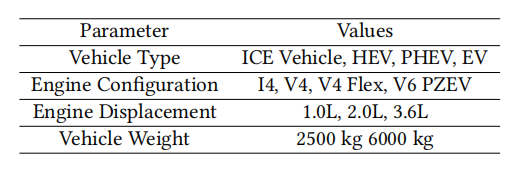 Parameter Values
Vehicle Type ICE Vehicle, HEV, PHEV, EV
Engine Configuration I4, V4, V4 Flex, V6 PZEV
Engine Displacement 1.0L, 2.0L, 3.6L
Vehicle Weight 2500 kg 6000 kg